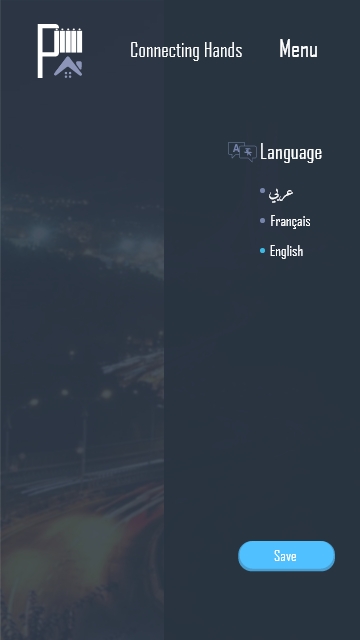 Connecting Hands
Menu
Language
عربي
Français
English
Save